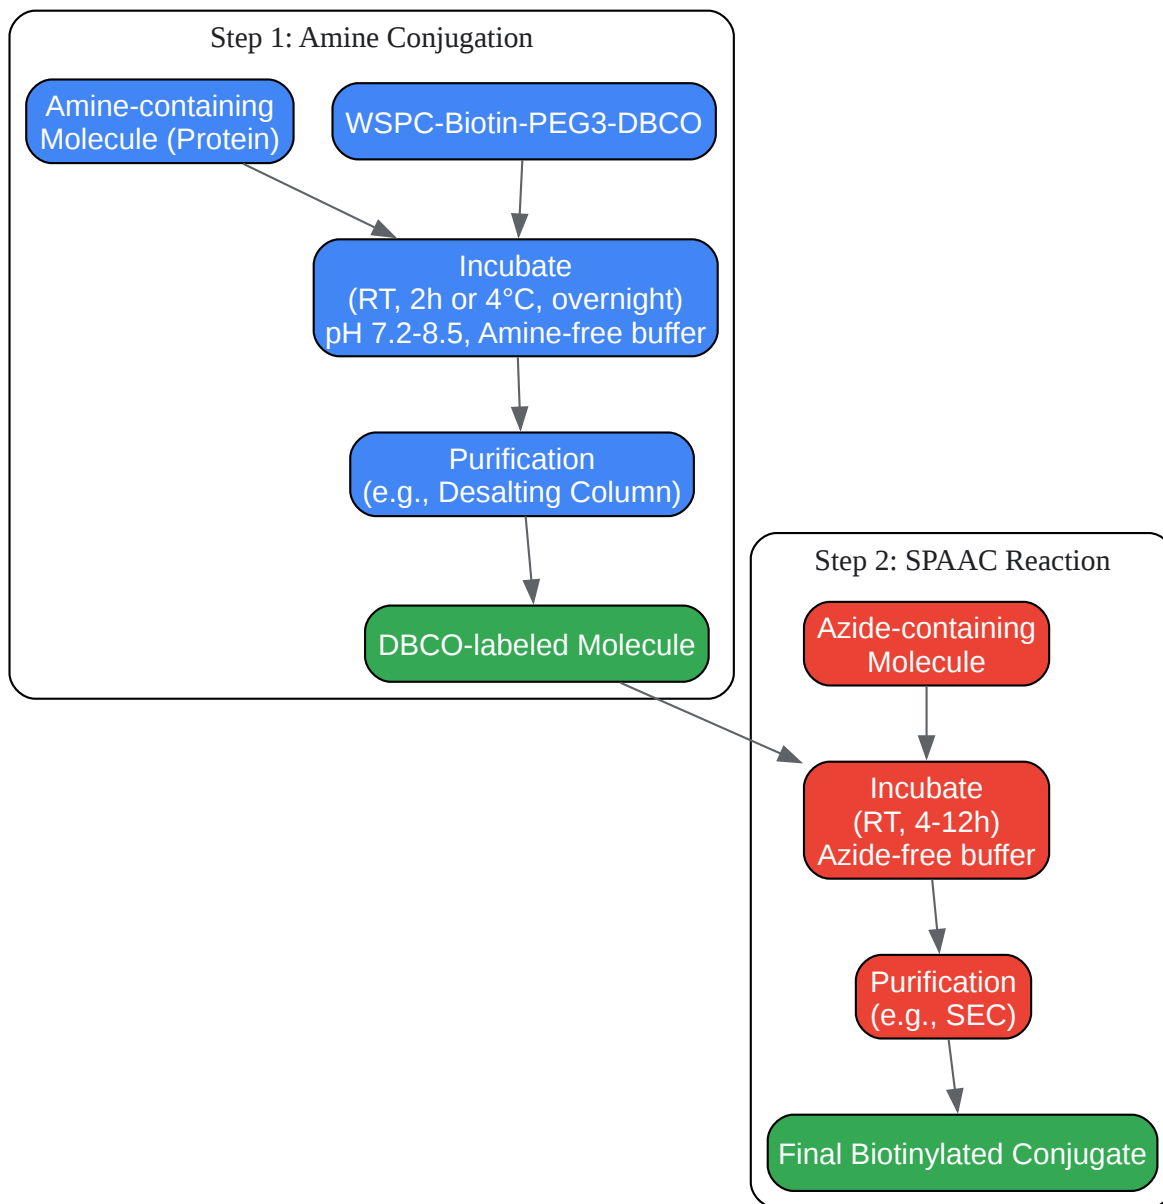 Step 1: Amine Conjugation
Amine-containing
Molecule (Protein)
WSPC-Biotin-PEG3-DBCO
Incubate
(RT, 2h or 4°C, overnight)
pH 7.2-8.5, Amine-free buffer
Purification
(e.g., Desalting Column)
DBCO-labeled Molecule
Step 2: SPAAC Reaction
Azide-containing
Molecule
Incubate
(RT, 4-12h)
Azide-free buffer
Purification
(e.g., SEC)
Final Biotinylated Conjugate